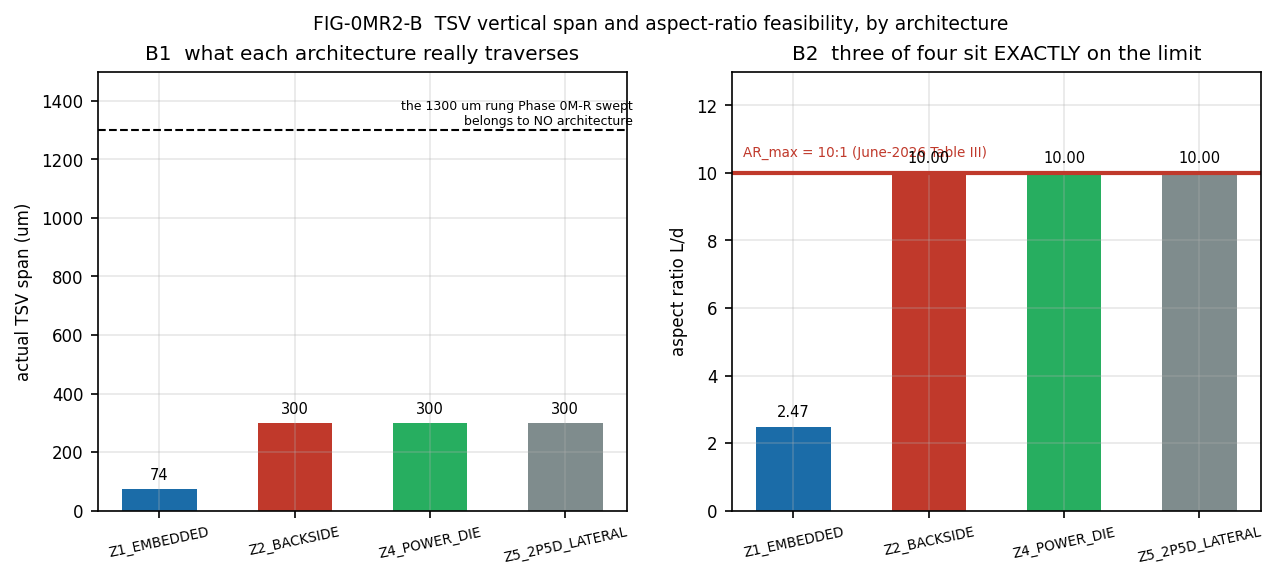 FIG-0MR2-B  TSV vertical span and aspect-ratio feasibility, by architecture
B1  what each architecture really traverses
actual TSV span (um)
1400
1200
1000
800
600
400
200
0
the 1300 um rung Phase 0M-R swept
belongs to NO architecture
74
300
300
300
Z1_EMBEDDED
Z2_BACKSIDE
Z4_POWER_DIE
Z5_2P5D_LATERAL
B2  three of four sit EXACTLY on the limit
aspect ratio L/d
12
10
8
6
4
2
0
AR_max = 10:1 (June-2026 Table III)
2.47
10.00
10.00
10.00
Z1_EMBEDDED
Z2_BACKSIDE
Z4_POWER_DIE
Z5_2P5D_LATERAL